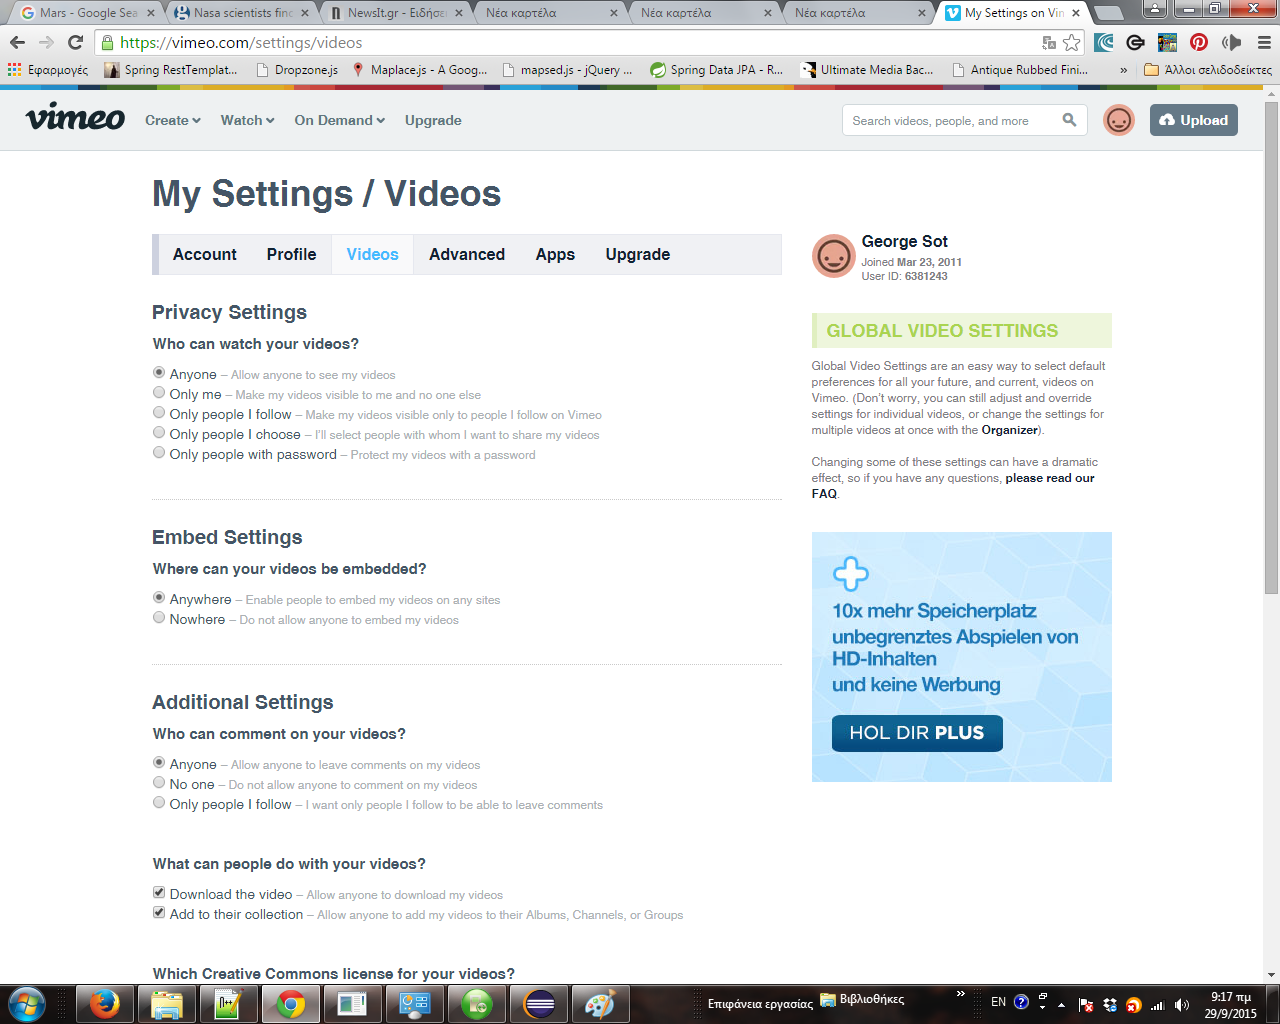 Mars - Google Sea
Nasa scientists find
NewsIt.gr - Ειδήσει
Νέα καρτέλα
Νέα καρτέλα
Νέα καρτέλα
My Settings on Vim
https://vimeo.com/settings/videos
Εφαρμογές
Spring RestTemplat...
Dropzone.js
Maplace.js - A Goog...
mapsed.js - jQuery ...
Spring Data JPA - R...
Ultimate Media Bac...
Antique Rubbed Fini...
»
Άλλοι σελιδοδείκτες
vimeo
Create
Watch
On Demand
Upgrade
Search videos, people, and more
Upload
My Settings / Videos
Account
Profile
Videos
Advanced
Apps
Upgrade
George Sot
Joined Mar 23, 2011
User ID: 6381243
Privacy Settings
Who can watch your videos?
Anyone – Allow anyone to see my videos
Only me – Make my videos visible to me and no one else
Only people I follow – Make my videos visible only to people I follow on Vimeo
Only people I choose – I'll select people with whom I want to share my videos
Only people with password – Protect my videos with a password
GLOBAL VIDEO SETTINGS
Global Video Settings are an easy way to select default
preferences for all your future, and current, videos on
Vimeo. (Don't worry, you can still adjust and override
settings for individual videos, or change the settings for
multiple videos at once with the Organizer).
Changing some of these settings can have a dramatic
effect, so if you have any questions, please read our
FAQ.
Embed Settings
Where can your videos be embedded?
Anywhere – Enable people to embed my videos on any sites
Nowhere – Do not allow anyone to embed my videos
10x mehr Speicherplatz
unbegrenztes Abspielen von
HD-Inhalten
und keine Werbung
HOL DIR PLUS
Additional Settings
Who can comment on your videos?
Anyone – Allow anyone to leave comments on my videos
No one – Do not allow anyone to comment on my videos
Only people I follow – I want only people I follow to be able to leave comments
What can people do with your videos?
Download the video – Allow anyone to download my videos
Add to their collection – Allow anyone to add my videos to their Albums, Channels, or Groups
Which Creative Commons license for your videos?
Επιφάνεια εργασίας
Βιβλιοθήκες
»
EN
9:17 πμ
29/9/2015